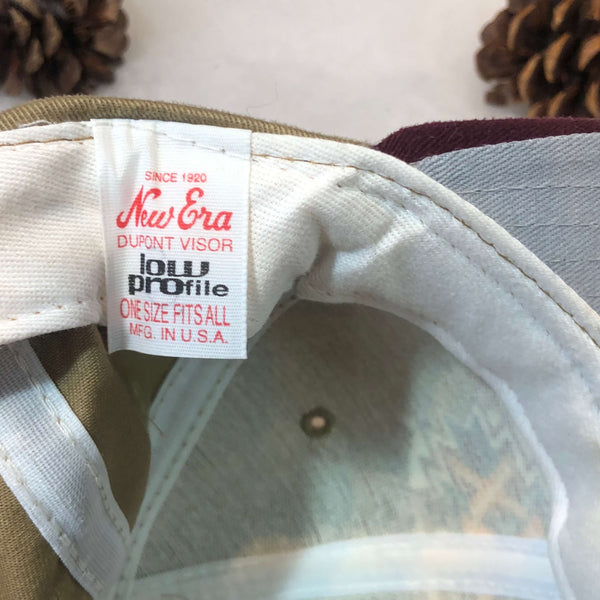 SINCE 1920
New Era
DUPONT VISOR
low
profile
ONE SIZE FITS ALL
MFG. IN U.S.A.